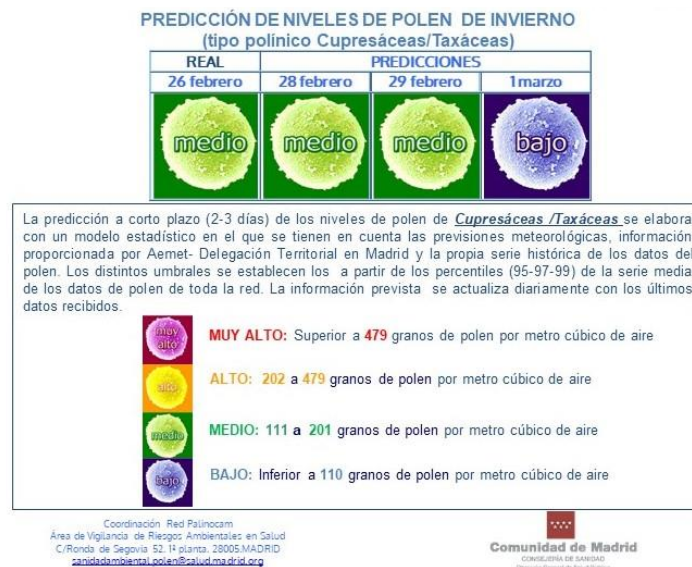 PREDICCIÓN DE NIVELES DE POLEN DE INVIERNO
(tipo polínico Cupresáceas/Taxáceas)
REAL PREDICCIONES
26 febrero 28 febrero 29 febrero 1marzo
medio medio medio bajo
La predicción a corto plazo (2-3 días) de los niveles de polen de Cupresáceas /Taxáceas se elabora
con un modelo estadístico en el que se tienen en cuenta las previsiones meteorológicas, información
proporcionada por Aemet- Delegación Territorial en Madrid y la propia serie histórica de los datos del
polen. Los distintos umbrales se establecen los a partir de los percentiles (95-97-99) de la serie media
de los datos de polen de toda la red. La información prevista se actualiza diariamente con los últimos
datos recibidos.
muy alto MUY ALTO: Superior a 479 granos de polen por metro cúbico de aire
alto ALTO: 202 a 479 granos de polen por metro cúbico de aire
medio MEDIO: 111 a 201 granos de polen por metro cúbico de aire
bajo BAJO: Inferior a 110 granos de polen por metro cúbico de aire
Coordinación Red Palinocam
Área de Vigilancia de Riesgos Ambientales en Salud
C/Ronda de Segovia 52. 1ª planta. 28005.MADRID
sanidadambiental.polen@salud.madrid.org
Comunidad de Madrid
CONSEJERÍA DE SANIDAD